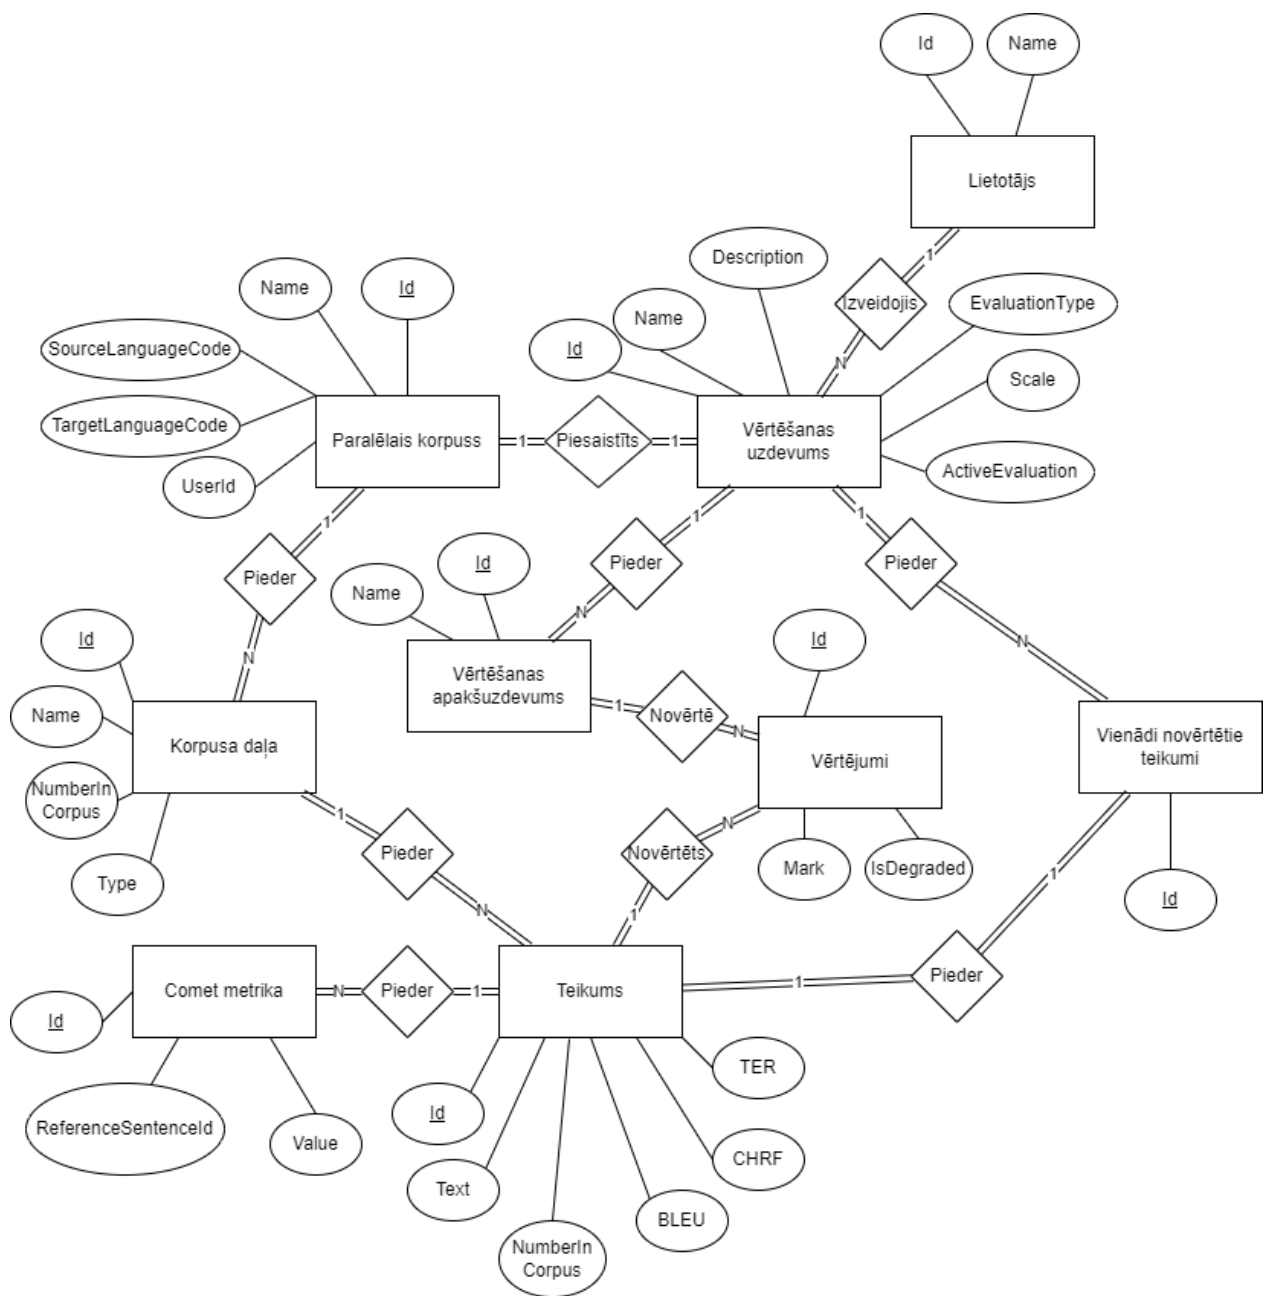 Id
Name
Lietotājs
1
Description
Izveidojis
EvaluationType
Name
Id
SourceLanguageCode
Name
Id
N
Scale
TargetLanguageCode
Paralēlais korpuss
1
Piesaistīts
1
Vērtēšanas
uzdevums
ActiveEvaluation
UserId
1
1
1
Pieder
Id
Name
Pieder
Pieder
N
N
N
Id
Id
Name
Korpusa daļa
Vērtēšanas
apakšuzdevums
1
Novērtē
N
Vērtējumi
Vienādi novērtētie
teikumi
NumberIn
Corpus
1
N
Pieder
Novērtēts
Mark
IsDegraded
1
Type
Id
N
1
Comet metrika
N
Pieder
1
Teikums
1
Pieder
Id
TER
Id
ReferenceSentenceId
Value
CHRF
Text
BLEU
NumberIn
Corpus